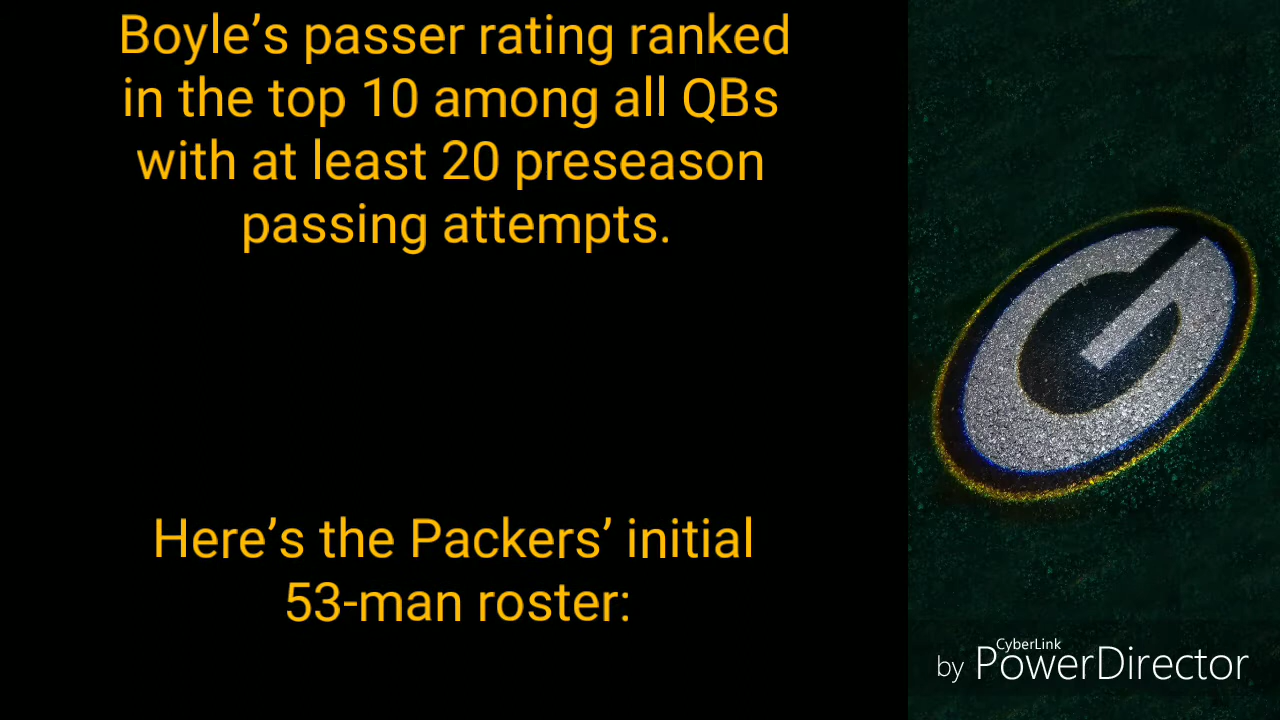 Boyle’s passer rating ranked
in the top 10 among all QBs
with at least 20 preseason
passing attempts.
Here’s the Packers’ initial
53-man roster:
G
CyberLink
by PowerDirector